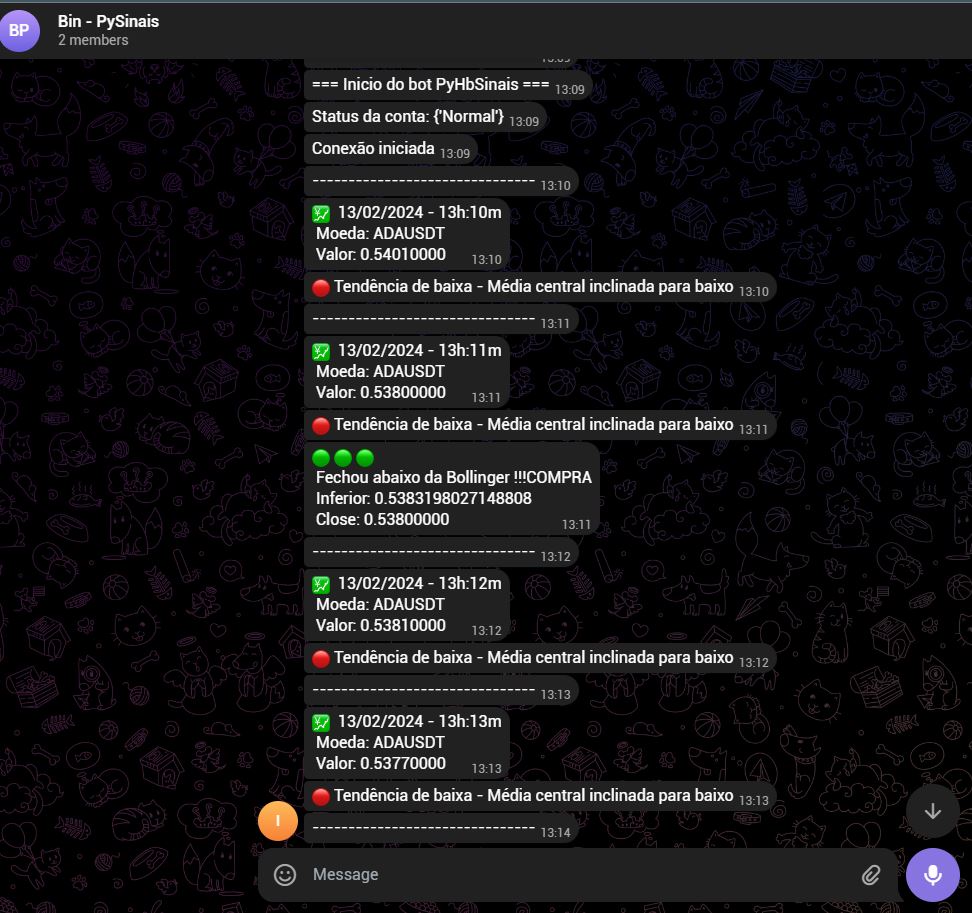 BP
Bin - PySinais
2 members
13:09
=== Inicio do bot PyHbSinais === 13:09
Status da conta: {'Normal'} 13:09
Conexão iniciada 13:09
------------------------------- 13:10
13/02/2024 - 13h:10m
Moeda: ADAUSDT
Valor: 0.54010000 13:10
Tendência de baixa - Média central inclinada para baixo 13:10
------------------------------- 13:11
13/02/2024 - 13h:11m
Moeda: ADAUSDT
Valor: 0.53800000 13:11
Tendência de baixa - Média central inclinada para baixo 13:11
Fechou abaixo da Bollinger !!!COMPRA
Inferior: 0.5383198027148808
Close: 0.53800000 13:11
------------------------------- 13:12
13/02/2024 - 13h:12m
Moeda: ADAUSDT
Valor: 0.53810000 13:12
Tendência de baixa - Média central inclinada para baixo 13:12
------------------------------- 13:13
13/02/2024 - 13h:13m
Moeda: ADAUSDT
Valor: 0.53770000 13:13
Tendência de baixa - Média central inclinada para baixo 13:13
I
------------------------------- 13:14
Message